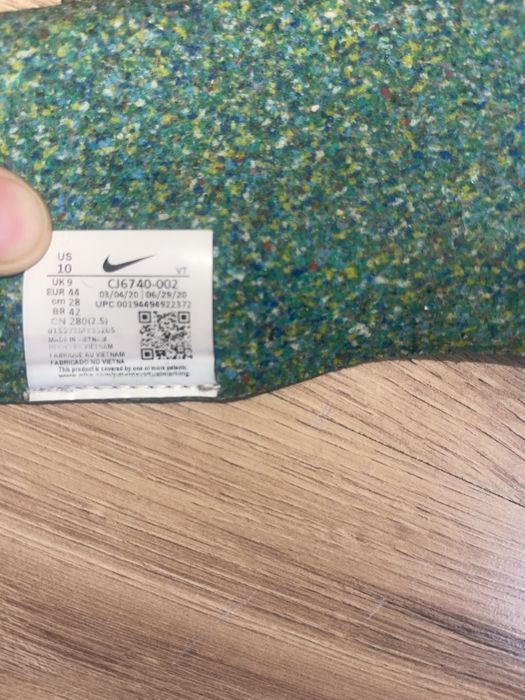 US
10
VT
UK 9
CJ6740-002
EUR 44
03/04/20 | 06/29/20
cm 28
UPC 00194494922372
BR 42
CN 280(2.5)
MADE IN VIETNAM
FABRIQUE AU VIETNAM
FABRICADO NO VIETNA
This product is covered by one or more patents